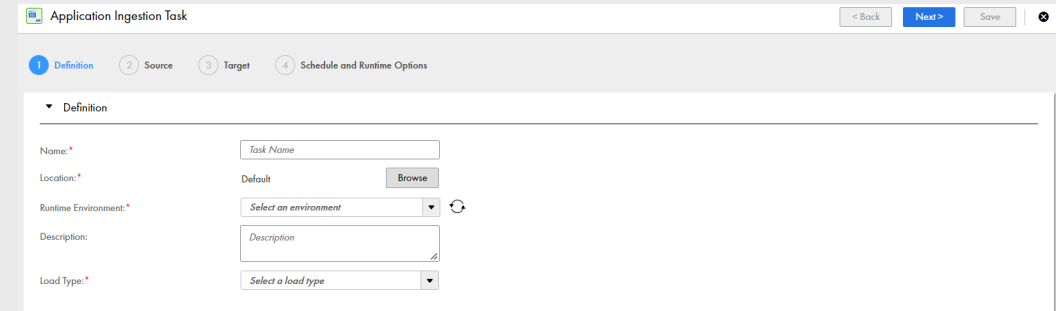 Application Ingestion Task
< Back
Next >
Save
1 Definition
2 Source
3 Target
4 Schedule and Runtime Options
Definition
Name:*
Task Name
Location:*
Default
Browse
Runtime Environment:*
Select an environment
Description:
Description
Load Type:*
Select a load type